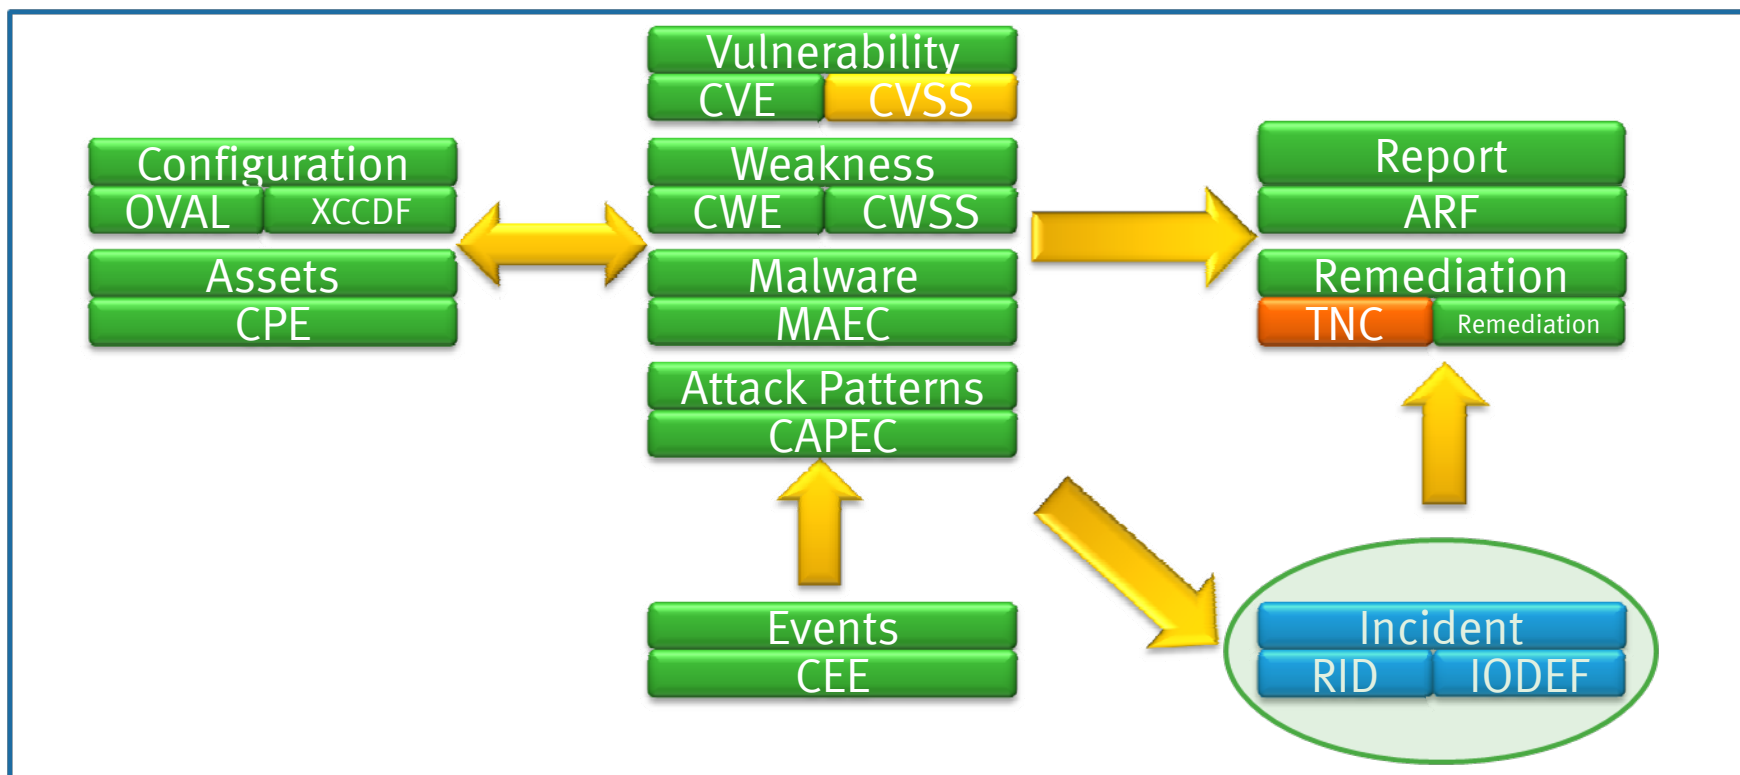 Vulnerability
CVE CVSS
Configuration
OVAL XCCDF
Assets
CPE
Weakness
CWE CWSS
Malware
MAEC
Attack Patterns
CAPEC
Events
CEE
Report
ARF
Remediation
TNC Remediation
Incident
RID IODEF